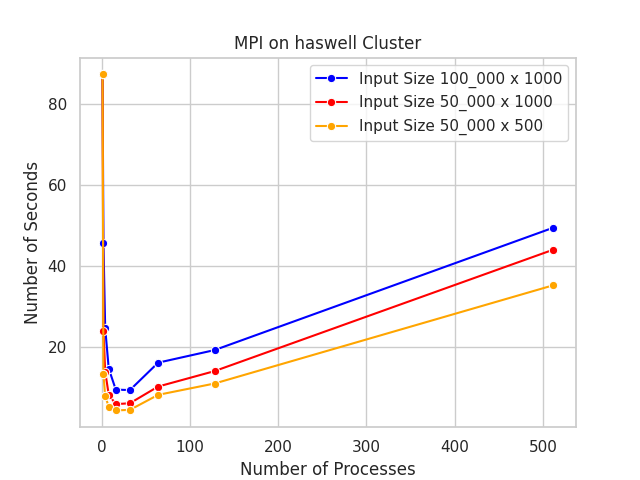 MPI on haswell Cluster
Input Size 100_000 x 1000
Input Size 50_000 x 1000
Input Size 50_000 x 500
Number of Seconds
80
60
40
20
0 100 200 300 400 500
Number of Processes